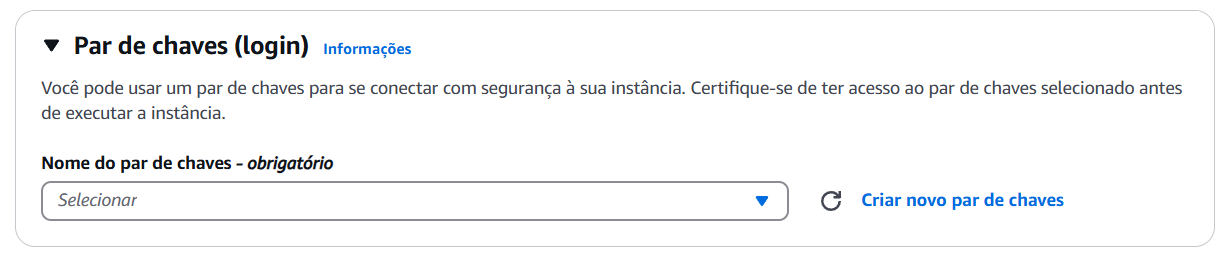 Par de chaves (login) Informações
Você pode usar um par de chaves para se conectar com segurança à sua instância. Certifique-se de ter acesso ao par de chaves selecionado antes
de executar a instância.
Nome do par de chaves - obrigatório
Selecionar
Criar novo par de chaves